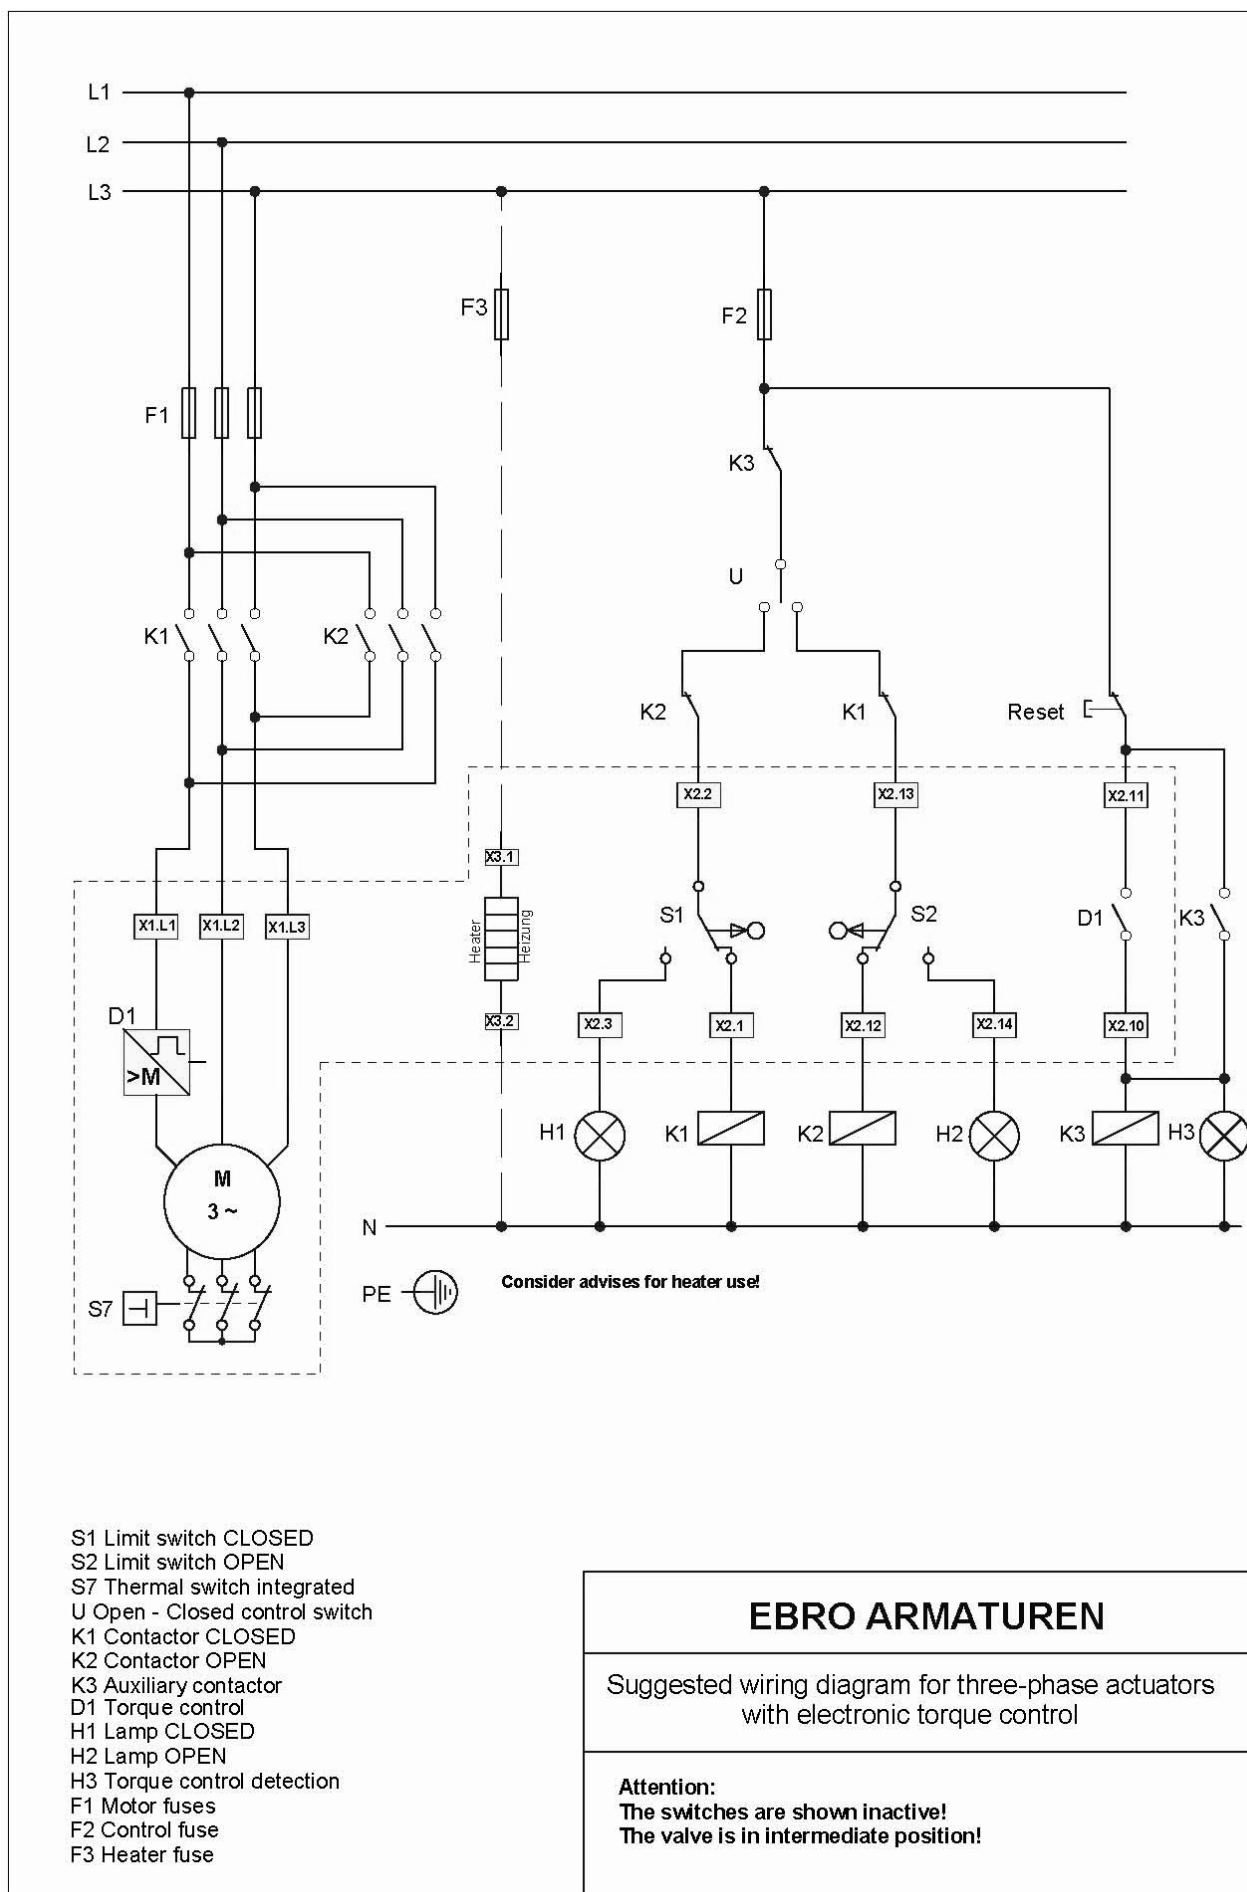 L1
L2
L3
F3
F2
F1
K3
U
K1
K2
K2
K1
Reset
X2.2
X2.13
X2.11
X3.1
S1
S2
D1
K3
X1.L1
X1.L2
X1.L3
Heater
Heizung
D1
X3.2
X2.3
X2.1
X2.12
X2.14
X2.10
>M
H1
K1
K2
H2
K3
H3
M
3 ~
N
PE
Consider advises for heater use!
S7
S1 Limit switch CLOSED
S2 Limit switch OPEN
S7 Thermal switch integrated
U Open - Closed control switch
K1 Contactor CLOSED
K2 Contactor OPEN
K3 Auxiliary contactor
D1 Torque control
H1 Lamp CLOSED
H2 Lamp OPEN
H3 Torque control detection
F1 Motor fuses
F2 Control fuse
F3 Heater fuse
EBRO ARMATUREN
Suggested wiring diagram for three-phase actuators
with electronic torque control
Attention:
The switches are shown inactive!
The valve is in intermediate position!